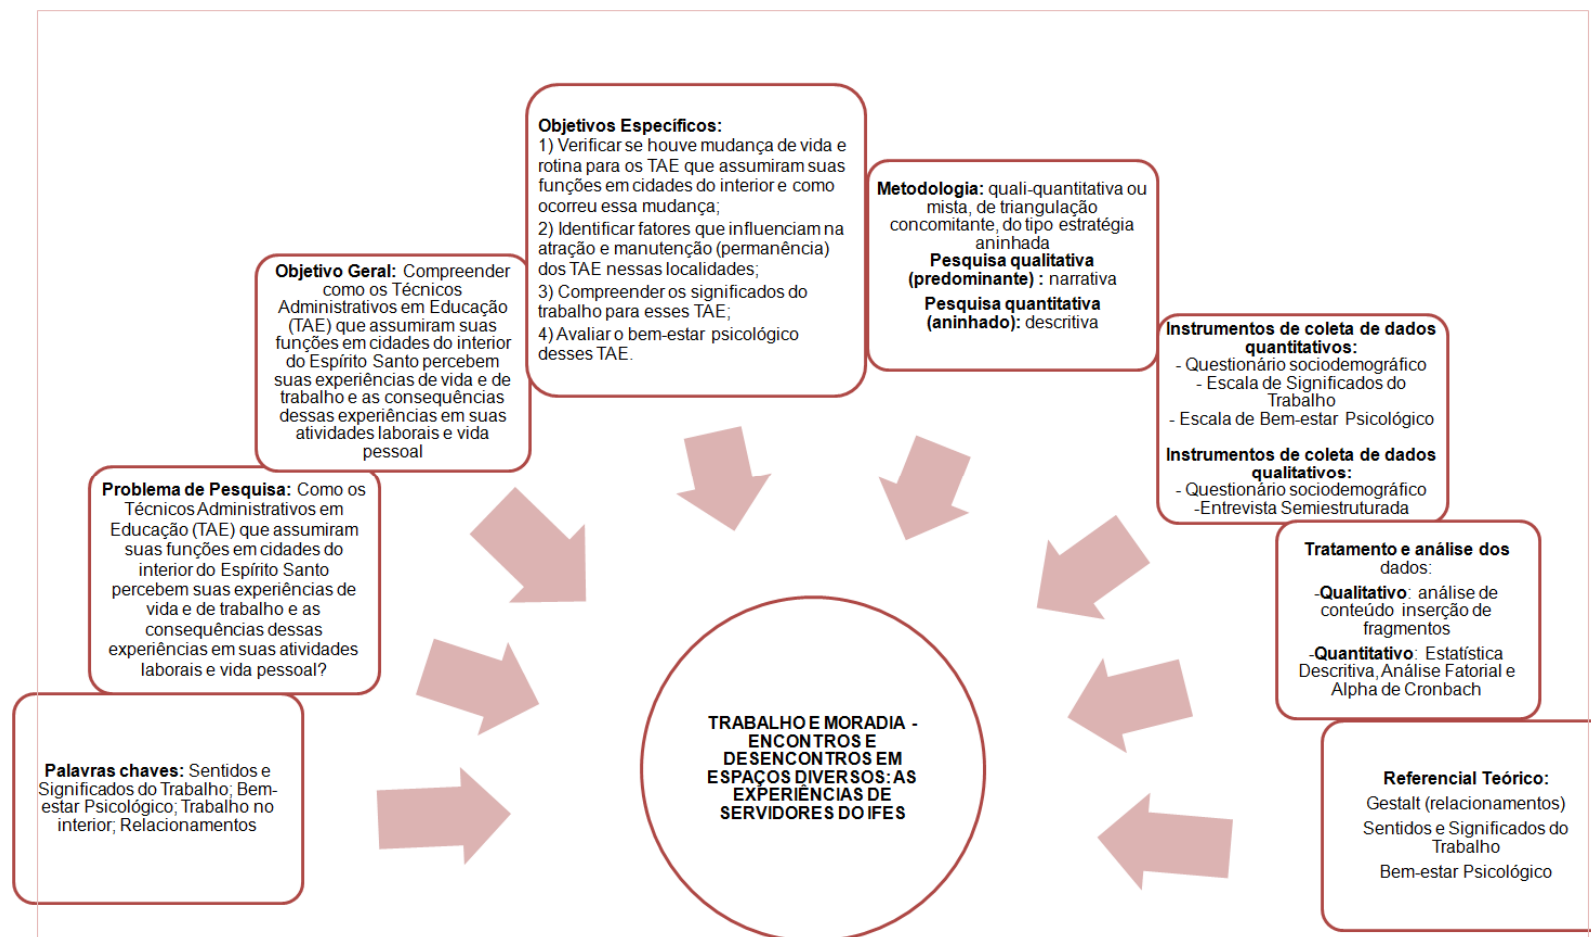 Objetivos Específicos:
1) Verificar se houve mudança de vida e
rotina para os TAE que assumiram suas
funções em cidades do interior e como
ocorreu essa mudança;
2) Identificar fatores que influenciam na
atração e manutenção (permanência)
dos TAE nessas localidades;
3) Compreender os significados do
trabalho para esses TAE;
4) Avaliar o bem-estar psicológico
desses TAE.
Metodologia: quali-quantitativa ou
mista, de triangulação
concomitante, do tipo estratégia
aninhada
Pesquisa qualitativa
(predominante) : narrativa
Pesquisa quantitativa
(aninhado): descritiva
Objetivo Geral: Compreender
como os Técnicos
Administrativos em Educação
(TAE) que assumiram suas
funções em cidades do interior
do Espírito Santo percebem
suas experiências de vida e de
trabalho e as consequências
dessas experiências em suas
atividades laborais e vida
pessoal
Instrumentos de coleta de dados
quantitativos:
- Questionário sociodemográfico
- Escala de Significados do
Trabalho
- Escala de Bem-estar Psicológico
Instrumentos de coleta de dados
qualitativos:
- Questionário sociodemográfico
-Entrevista Semiestruturada
Problema de Pesquisa: Como os
Técnicos Administrativos em
Educação (TAE) que assumiram
suas funções em cidades do
interior do Espírito Santo
percebem suas experiências de
vida e de trabalho e as
consequências dessas
experiências em suas atividades
laborais e vida pessoal?
Tratamento e análise dos
dados:
-Qualitativo: análise de
conteúdo inserção de
fragmentos
-Quantitativo: Estatística
Descritiva, Análise Fatorial e
Alpha de Cronbach
Palavras chaves: Sentidos e
Significados do Trabalho; Bem-
estar Psicológico; Trabalho no
interior; Relacionamentos
TRABALHO E MORADIA -
ENCONTROS E
DESENCONTROS EM
ESPAÇOS DIVERSOS: AS
EXPERIÊNCIAS DE
SERVIDORES DO IFES
Referencial Teórico:
Gestalt (relacionamentos)
Sentidos e Significados do
Trabalho
Bem-estar Psicológico